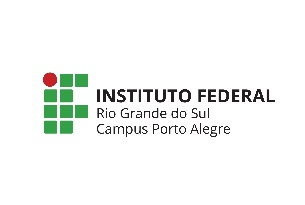 INSTITUTO FEDERAL
Rio Grande do Sul
Campus Porto Alegre